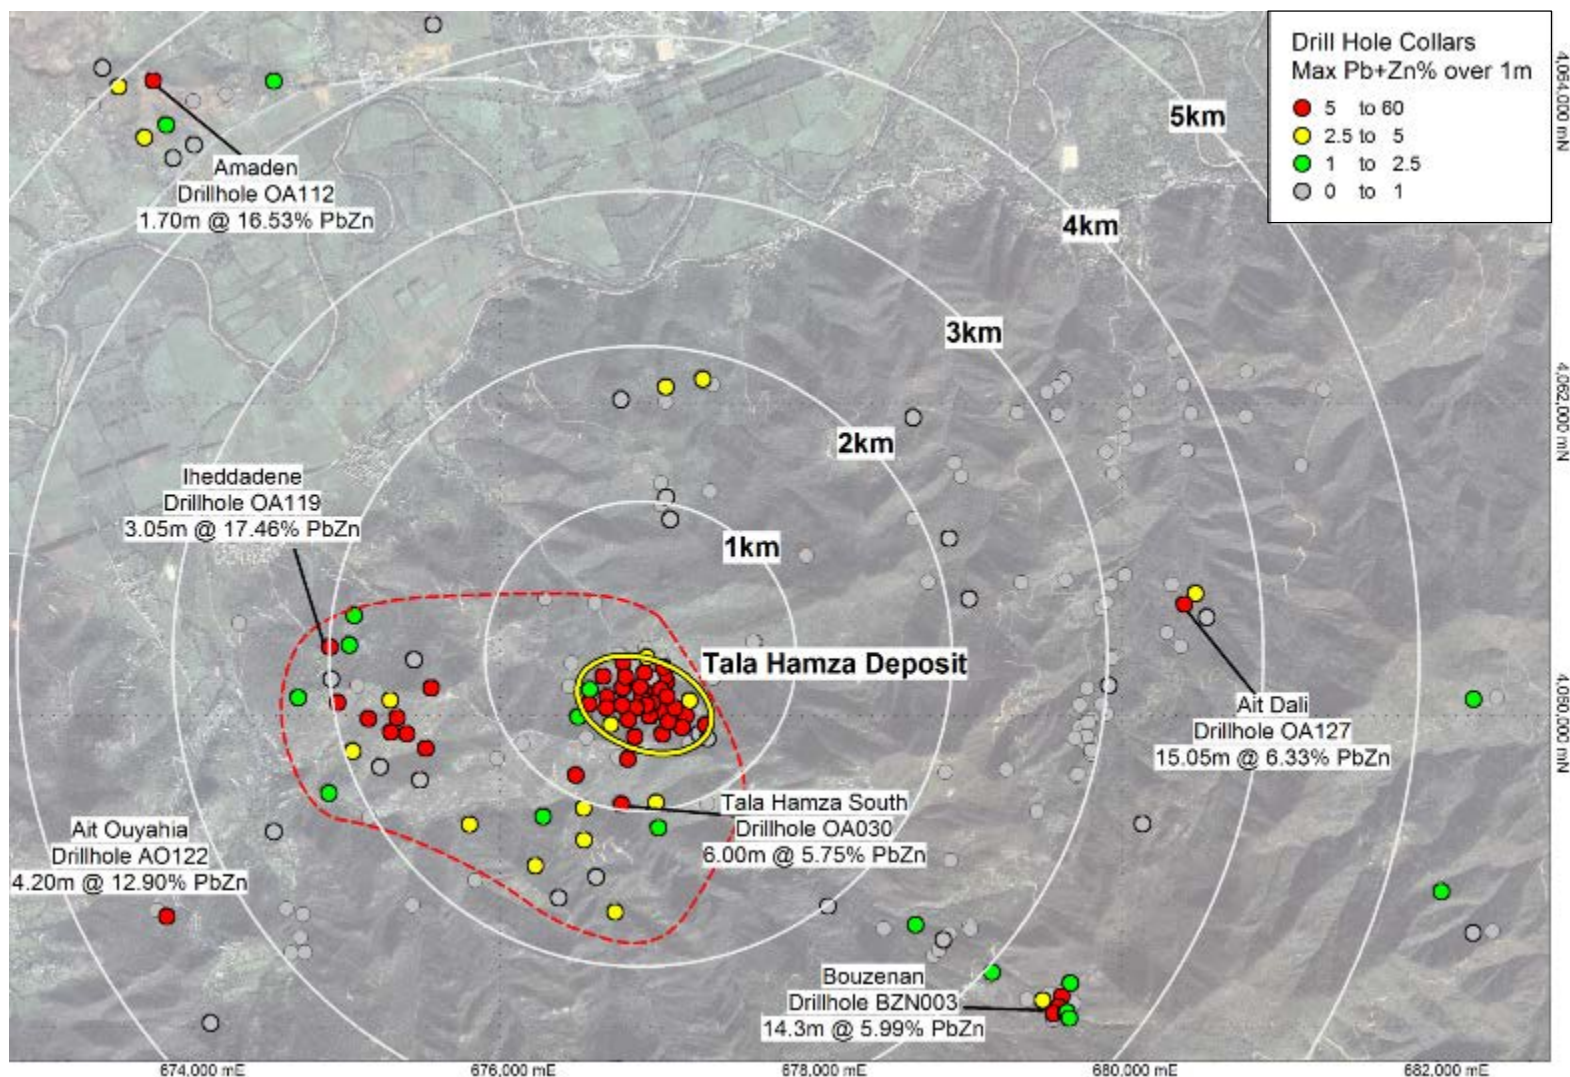 Drill Hole Collars
Max Pb+Zn% over 1m
5 to 60
2.5 to 5
1 to 2.5
0 to 1
5km
4km
3km
2km
1km
4,064,000 mN
4,062,000 mN
4,060,000 mN
Amaden
Drillhole OA112
1.70m @ 16.53% PbZn
Iheddadene
Drillhole OA119
3.05m @ 17.46% PbZn
Tala Hamza Deposit
Ait Dali
Drillhole OA127
15.05m @ 6.33% PbZn
Tala Hamza South
Drillhole OA030
6.00m @ 5.75% PbZn
Ait Ouyahia
Drillhole AO122
4.20m @ 12.90% PbZn
Bouzenan
Drillhole BZN003
14.3m @ 5.99% PbZn
674,000 mE
676,000 mE
678,000 mE
680,000 mE
682,000 mE